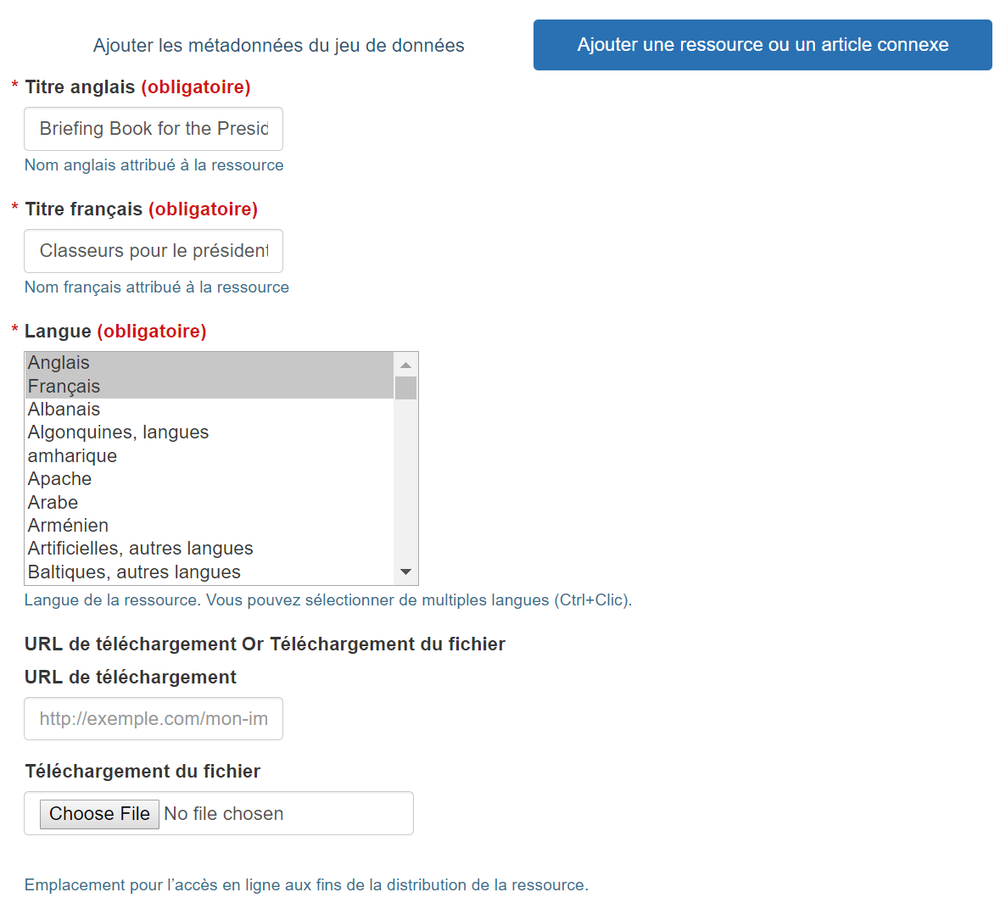 Ajouter les métadonnées du jeu de données
Ajouter une ressource ou un article connexe
* Titre anglais (obligatoire)
Briefing Book for the Presid
Nom anglais attribué à la ressource
* Titre français (obligatoire)
Classeurs pour le président
Nom français attribué à la ressource
* Langue (obligatoire)
Anglais
Français
Albanais
Algonquines, langues
amharique
Apache
Arabe
Arménien
Artificielles, autres langues
Baltiques, autres langues
Langue de la ressource. Vous pouvez sélectionner de multiples langues (Ctrl+Clic).
URL de téléchargement Or Téléchargement du fichier
URL de téléchargement
http://exemple.com/mon-im
Téléchargement du fichier
Choose File No file chosen
Emplacement pour l’accès en ligne aux fins de la distribution de la ressource.